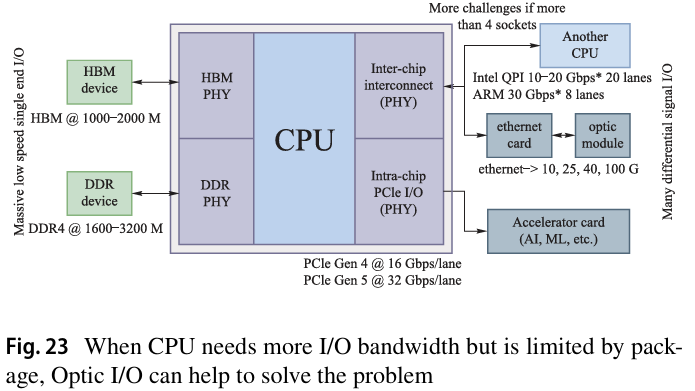 More challenges if more
than 4 sockets
Massive low speed single end I/O
HBM
device
HBM @ 1000−2000 M
DDR
device
DDR4 @ 1600−3200 M
HBM
PHY
DDR
PHY
CPU
Inter-chip
interconnect
(PHY)
Intra-chip
PCle I/O
(PHY)
PCle Gen 4 @ 16 Gbps/lane
PCle Gen 5 @ 32 Gbps/lane
Another
CPU
Intel QPI 10−20 Gbps* 20 lanes
ARM 30 Gbps* 8 lanes
ethernet
card
optic
module
ethernet−> 10, 25, 40, 100 G
Accelerator card
(AI, ML, etc.)
Many differential signal I/O
Fig. 23 When CPU needs more I/O bandwidth but is limited by pack-
age, Optic I/O can help to solve the problem